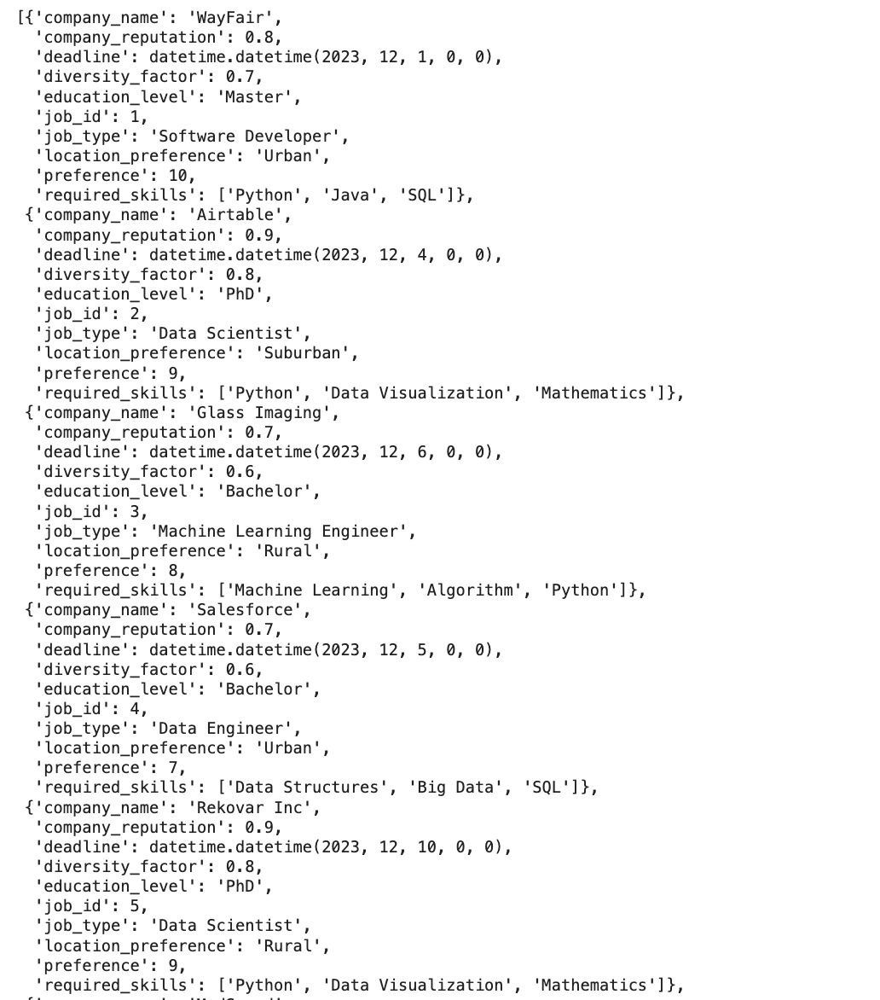 [{'company_name': 'WayFair',
'company_reputation': 0.8,
'deadline': datetime.datetime(2023, 12, 1, 0, 0),
'diversity_factor': 0.7,
'education_level': 'Master',
'job_id': 1,
'job_type': 'Software Developer',
'location_preference': 'Urban',
'preference': 10,
'required_skills': ['Python', 'Java', 'SQL']},
{'company_name': 'Airtable',
'company_reputation': 0.9,
'deadline': datetime.datetime(2023, 12, 4, 0, 0),
'diversity_factor': 0.8,
'education_level': 'PhD',
'job_id': 2,
'job_type': 'Data Scientist',
'location_preference': 'Suburban',
'preference': 9,
'required_skills': ['Python', 'Data Visualization', 'Mathematics']},
{'company_name': 'Glass Imaging',
'company_reputation': 0.7,
'deadline': datetime.datetime(2023, 12, 6, 0, 0),
'diversity_factor': 0.6,
'education_level': 'Bachelor',
'job_id': 3,
'job_type': 'Machine Learning Engineer',
'location_preference': 'Rural',
'preference': 8,
'required_skills': ['Machine Learning', 'Algorithm', 'Python']},
{'company_name': 'Salesforce',
'company_reputation': 0.7,
'deadline': datetime.datetime(2023, 12, 5, 0, 0),
'diversity_factor': 0.6,
'education_level': 'Bachelor',
'job_id': 4,
'job_type': 'Data Engineer',
'location_preference': 'Urban',
'preference': 7,
'required_skills': ['Data Structures', 'Big Data', 'SQL']},
{'company_name': 'Rekovar Inc',
'company_reputation': 0.9,
'deadline': datetime.datetime(2023, 12, 10, 0, 0),
'diversity_factor': 0.8,
'education_level': 'PhD',
'job_id': 5,
'job_type': 'Data Scientist',
'location_preference': 'Rural',
'preference': 9,
'required_skills': ['Python', 'Data Visualization', 'Mathematics']},